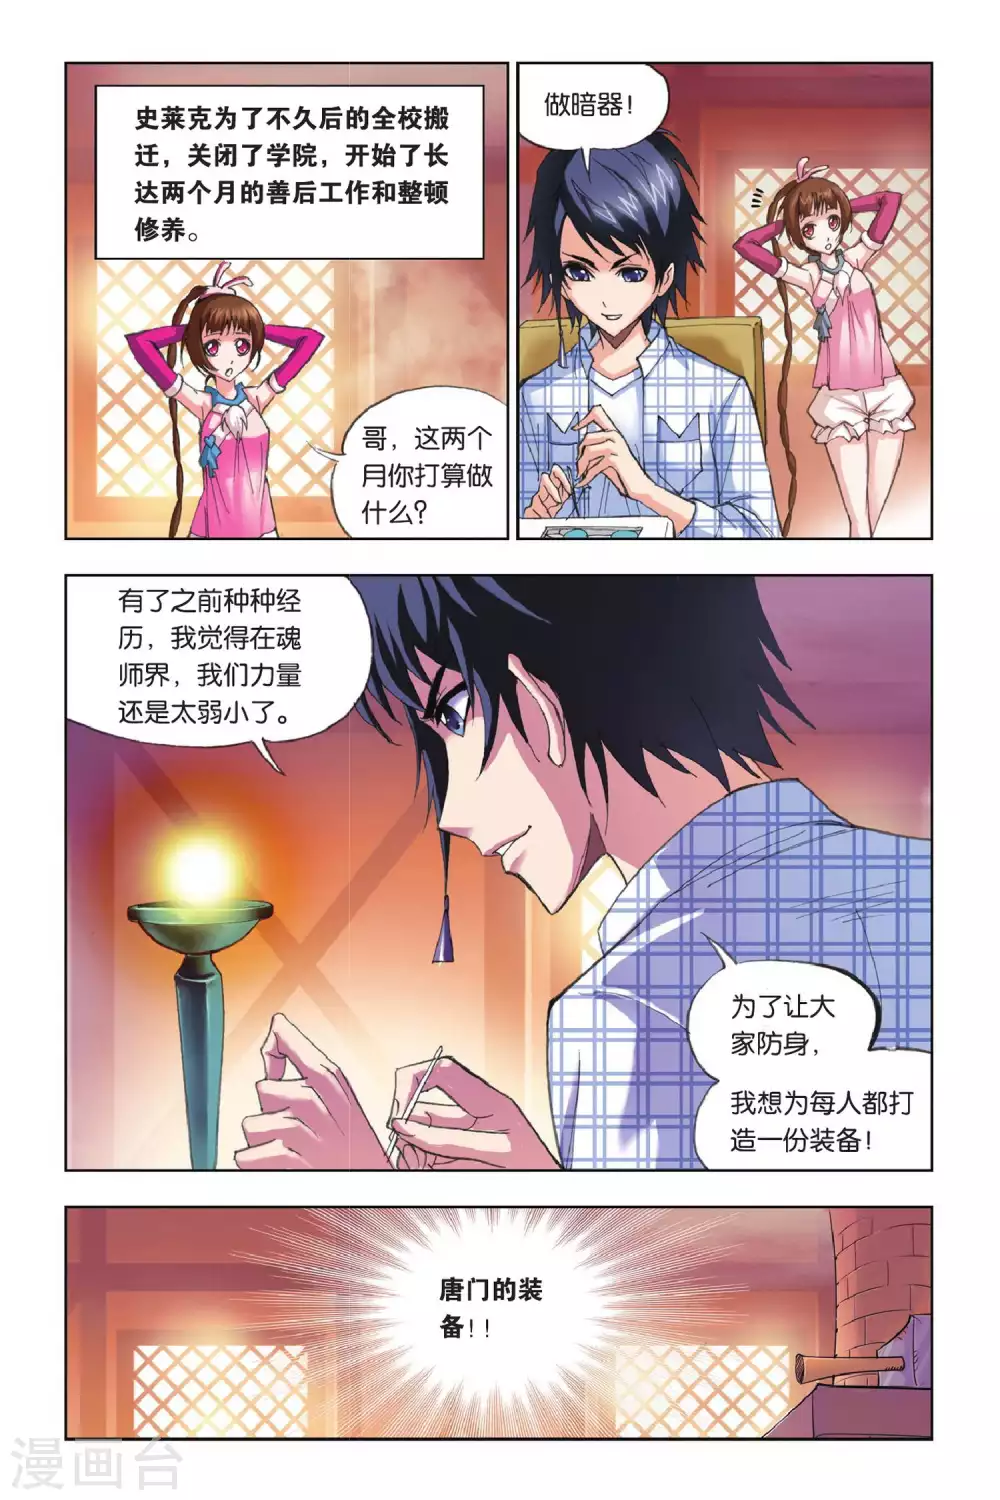 史莱克为了不久后的全校搬
迁，关闭了学院，开始了长
达两个月的善后工作和整顿
修养。
哥，这两个
月你打算做
什么？
做暗器！
有了之前种种经
历，我觉得在魂
师界，我们力量
还是太弱小了。
为了让大
家防身，
我想为每人都打
造一份装备！
唐门的装
备！！
漫画台